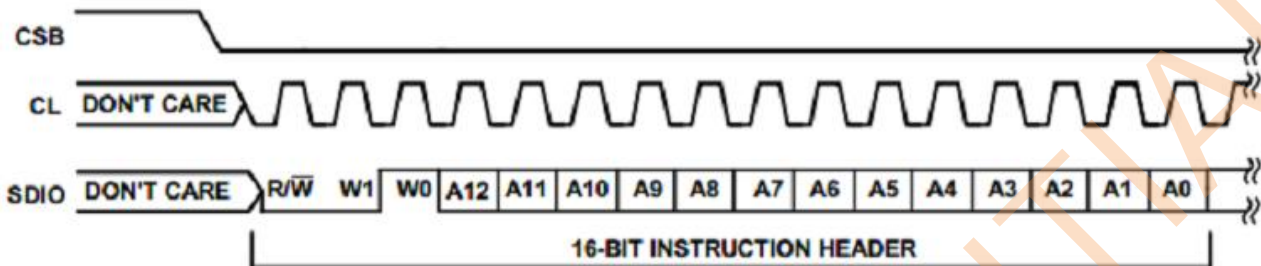 CSB
CL DON'T CARE
SDIO DON'T CARE R/W̅ W1 W0 A12 A11 A10 A9 A8 A7 A6 A5 A4 A3 A2 A1 A0
16-BIT INSTRUCTION HEADER
TIA